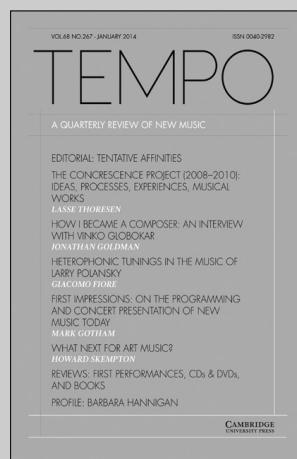 VOL.68 NO.267 - JANUARY 2014 ISSN 0040-2982
TEMPO
A QUARTERLY REVIEW OF NEW MUSIC
EDITORIAL: TENTATIVE AFFINITIES
THE CONCRESCENCE PROJECT (2008–2010):
IDEAS, PROCESSES, EXPERIENCES, MUSICAL
WORKS
LASSE THORESEN
HOW I BECAME A COMPOSER: AN INTERVIEW
WITH VINKO GLOBOKAR
JONATHAN GOLDMAN
HETEROPHONIC TUNINGS IN THE MUSIC OF
LARRY POLANSKY
GIACOMO FIORE
FIRST IMPRESSIONS: ON THE PROGRAMMING
AND CONCERT PRESENTATION OF NEW
MUSIC TODAY
MARK GOTHAM
WHAT NEXT FOR ART MUSIC?
HOWARD SKEMPTON
REVIEWS: FIRST PERFORMANCES, CDs & DVDs,
AND BOOKS
PROFILE: BARBARA HANNIGAN
CAMBRIDGE
UNIVERSITY PRESS